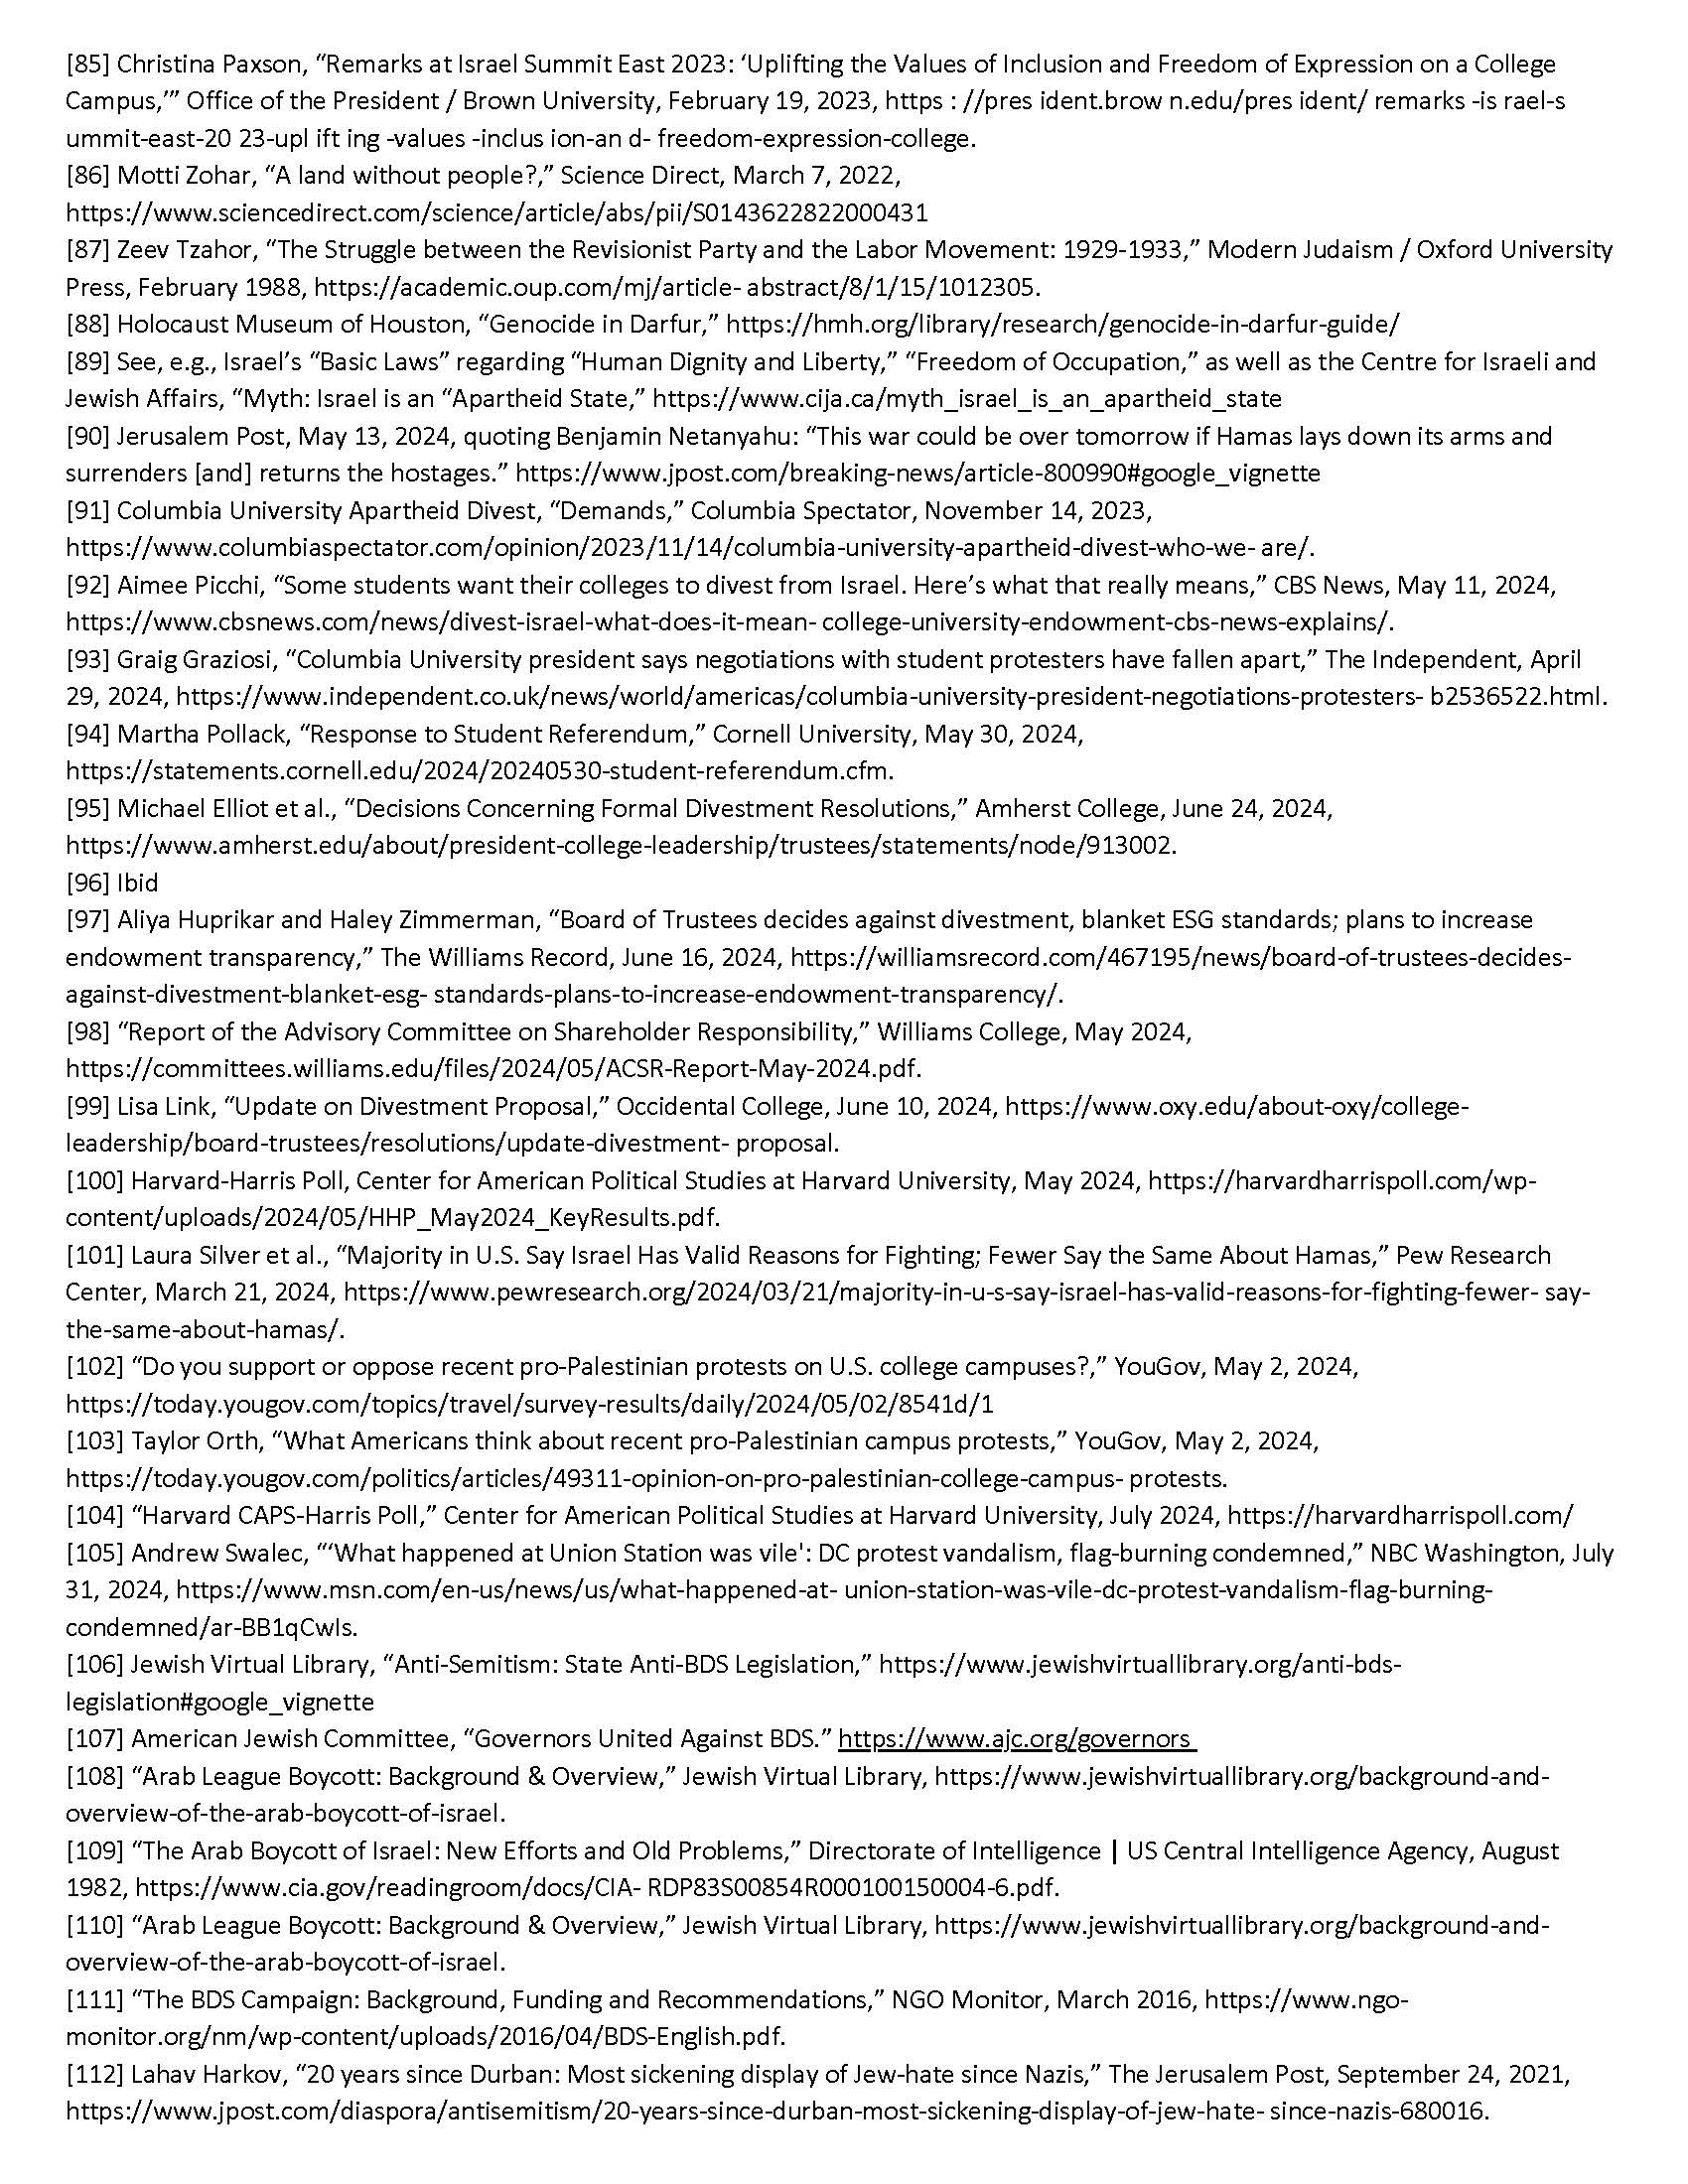 [85] Christina Paxson, “Remarks at Israel Summit East 2023: ‘Uplifting the Values of Inclusion and Freedom of Expression on a College
Campus,’” Office of the President / Brown University, February 19, 2023, https : //pres ident.brow n.edu/pres ident/ remarks -is rael-s
ummit-east-20 23-upl ift ing -values -inclus ion-an d- freedom-expression-college.
[86] Motti Zohar, “A land without people?,” Science Direct, March 7, 2022,
https://www.sciencedirect.com/science/article/abs/pii/S0143622822000431
[87] Zeev Tzahor, “The Struggle between the Revisionist Party and the Labor Movement: 1929-1933,” Modern Judaism / Oxford University
Press, February 1988, https://academic.oup.com/mj/article- abstract/8/1/15/1012305.
[88] Holocaust Museum of Houston, “Genocide in Darfur,” https://hmh.org/library/research/genocide-in-darfur-guide/
[89] See, e.g., Israel’s “Basic Laws” regarding “Human Dignity and Liberty,” “Freedom of Occupation,” as well as the Centre for Israeli and
Jewish Affairs, “Myth: Israel is an “Apartheid State,” https://www.cija.ca/myth_israel_is_an_apartheid_state
[90] Jerusalem Post, May 13, 2024, quoting Benjamin Netanyahu: “This war could be over tomorrow if Hamas lays down its arms and
surrenders [and] returns the hostages.” https://www.jpost.com/breaking-news/article-800990#google_vignette
[91] Columbia University Apartheid Divest, “Demands,” Columbia Spectator, November 14, 2023,
https://www.columbiaspectator.com/opinion/2023/11/14/columbia-university-apartheid-divest-who-we- are/.
[92] Aimee Picchi, “Some students want their colleges to divest from Israel. Here’s what that really means,” CBS News, May 11, 2024,
https://www.cbsnews.com/news/divest-israel-what-does-it-mean- college-university-endowment-cbs-news-explains/.
[93] Graig Graziosi, “Columbia University president says negotiations with student protesters have fallen apart,” The Independent, April
29, 2024, https://www.independent.co.uk/news/world/americas/columbia-university-president-negotiations-protesters- b2536522.html.
[94] Martha Pollack, “Response to Student Referendum,” Cornell University, May 30, 2024,
https://statements.cornell.edu/2024/20240530-student-referendum.cfm.
[95] Michael Elliot et al., “Decisions Concerning Formal Divestment Resolutions,” Amherst College, June 24, 2024,
https://www.amherst.edu/about/president-college-leadership/trustees/statements/node/913002.
[96] Ibid
[97] Aliya Huprikar and Haley Zimmerman, “Board of Trustees decides against divestment, blanket ESG standards; plans to increase
endowment transparency,” The Williams Record, June 16, 2024, https://williamsrecord.com/467195/news/board-of-trustees-decides-
against-divestment-blanket-esg- standards-plans-to-increase-endowment-transparency/.
[98] “Report of the Advisory Committee on Shareholder Responsibility,” Williams College, May 2024,
https://committees.williams.edu/files/2024/05/ACSR-Report-May-2024.pdf.
[99] Lisa Link, “Update on Divestment Proposal,” Occidental College, June 10, 2024, https://www.oxy.edu/about-oxy/college-
leadership/board-trustees/resolutions/update-divestment- proposal.
[100] Harvard-Harris Poll, Center for American Political Studies at Harvard University, May 2024, https://harvardharrispoll.com/wp-
content/uploads/2024/05/HHP_May2024_KeyResults.pdf.
[101] Laura Silver et al., “Majority in U.S. Say Israel Has Valid Reasons for Fighting; Fewer Say the Same About Hamas,” Pew Research
Center, March 21, 2024, https://www.pewresearch.org/2024/03/21/majority-in-u-s-say-israel-has-valid-reasons-for-fighting-fewer- say-
the-same-about-hamas/.
[102] “Do you support or oppose recent pro-Palestinian protests on U.S. college campuses?,” YouGov, May 2, 2024,
https://today.yougov.com/topics/travel/survey-results/daily/2024/05/02/8541d/1
[103] Taylor Orth, “What Americans think about recent pro-Palestinian campus protests,” YouGov, May 2, 2024,
https://today.yougov.com/politics/articles/49311-opinion-on-pro-palestinian-college-campus- protests.
[104] “Harvard CAPS-Harris Poll,” Center for American Political Studies at Harvard University, July 2024, https://harvardharrispoll.com/
[105] Andrew Swalec, “‘What happened at Union Station was vile': DC protest vandalism, flag-burning condemned,” NBC Washington, July
31, 2024, https://www.msn.com/en-us/news/us/what-happened-at- union-station-was-vile-dc-protest-vandalism-flag-burning-
condemned/ar-BB1qCwIs.
[106] Jewish Virtual Library, “Anti-Semitism: State Anti-BDS Legislation,” https://www.jewishvirtuallibrary.org/anti-bds-
legislation#google_vignette
[107] American Jewish Committee, “Governors United Against BDS.” https://www.ajc.org/governors
[108] “Arab League Boycott: Background & Overview,” Jewish Virtual Library, https://www.jewishvirtuallibrary.org/background-and-
overview-of-the-arab-boycott-of-israel.
[109] “The Arab Boycott of Israel: New Efforts and Old Problems,” Directorate of Intelligence | US Central Intelligence Agency, August
1982, https://www.cia.gov/readingroom/docs/CIA- RDP83S00854R000100150004-6.pdf.
[110] “Arab League Boycott: Background & Overview,” Jewish Virtual Library, https://www.jewishvirtuallibrary.org/background-and-
overview-of-the-arab-boycott-of-israel.
[111] “The BDS Campaign: Background, Funding and Recommendations,” NGO Monitor, March 2016, https://www.ngo-
monitor.org/nm/wp-content/uploads/2016/04/BDS-English.pdf.
[112] Lahav Harkov, “20 years since Durban: Most sickening display of Jew-hate since Nazis,” The Jerusalem Post, September 24, 2021,
https://www.jpost.com/diaspora/antisemitism/20-years-since-durban-most-sickening-display-of-jew-hate- since-nazis-680016.